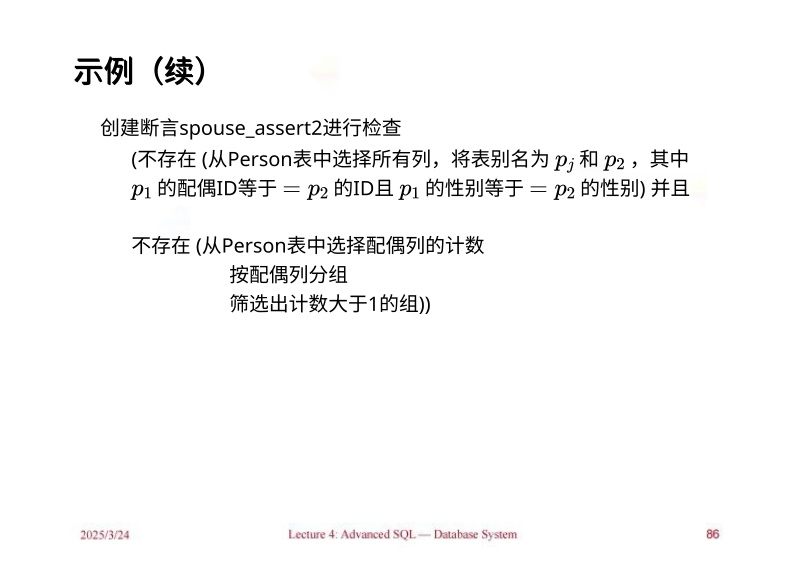 示例（续）
创建断言spouse_assert2进行检查
(不存在 (从Person表中选择所有列，将表别名为 p_j 和 p_2 ，其中
p_1 的配偶ID等于 = p_2 的ID且 p_1 的性别等于 = p_2 的性别) 并且
不存在 (从Person表中选择配偶列的计数
按配偶列分组
筛选出计数大于1的组))
2025/3/24
Lecture 4: Advanced SQL — Database System
86